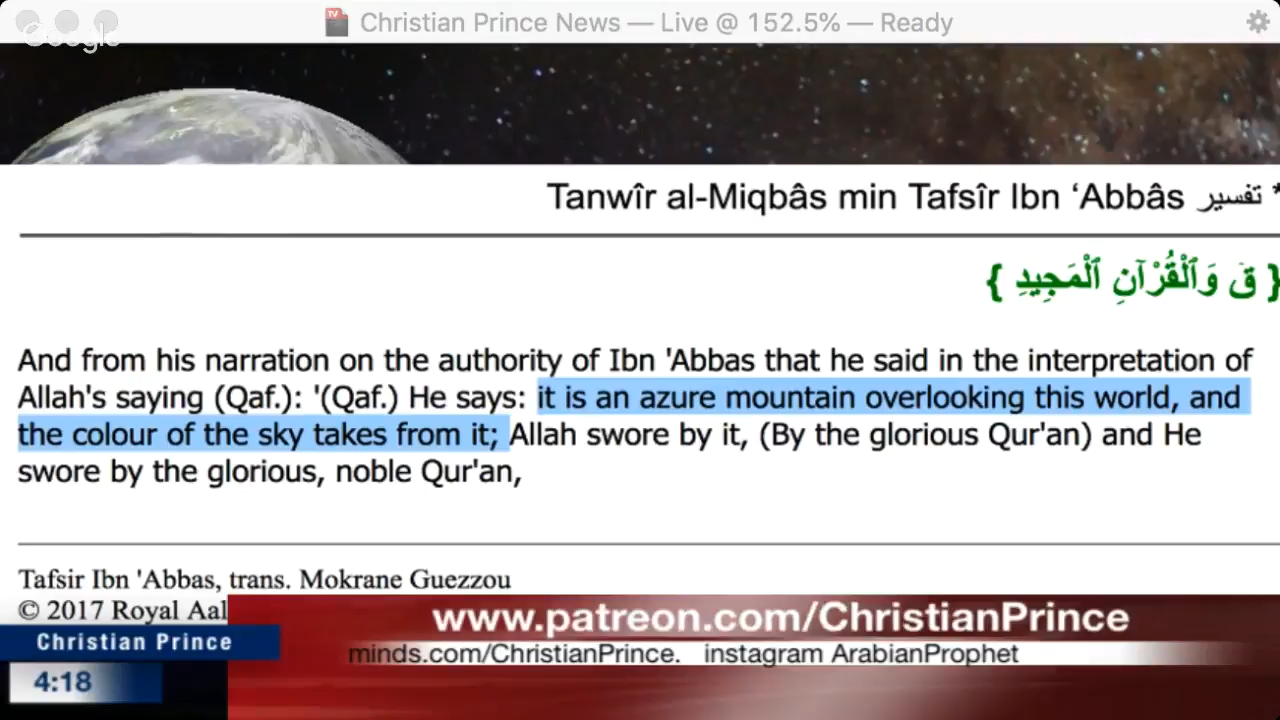 Christian Prince News — Live @ 152.5% — Ready
Google
Tanwîr al-Miqbâs min Tafsîr Ibn ‘Abbâs تفسير *
{ قۤ وَٱلْقُرْآنِ ٱلْمَجِيدِ }
And from his narration on the authority of Ibn 'Abbas that he said in the interpretation of
Allah's saying (Qaf.): '(Qaf.) He says: it is an azure mountain overlooking this world, and
the colour of the sky takes from it; Allah swore by it, (By the glorious Qur'an) and He
swore by the glorious, noble Qur'an,
Tafsir Ibn 'Abbas, trans. Mokrane Guezzou
© 2017 Royal Aal
www.patreon.com/ChristianPrince
Christian Prince
minds.com/ChristianPrince. instagram ArabianProphet
4:18
TV